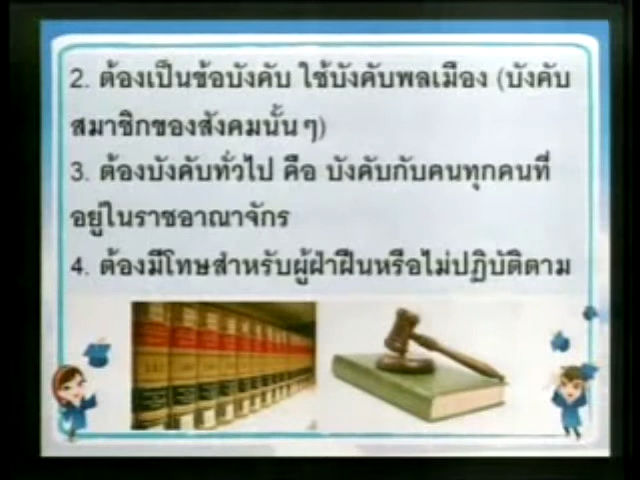 2. ต้องเป็นข้อบังคับ ใช้บังคับพลเมือง (บังคับ
สมาชิกของสังคมนั้น ๆ)
3. ต้องบังคับทั่วไป คือ บังคับกับคนทุกคนที่
อยู่ในราชอาณาจักร
4. ต้องมีโทษสำหรับผู้ฝ่าฝืนหรือไม่ปฏิบัติตาม